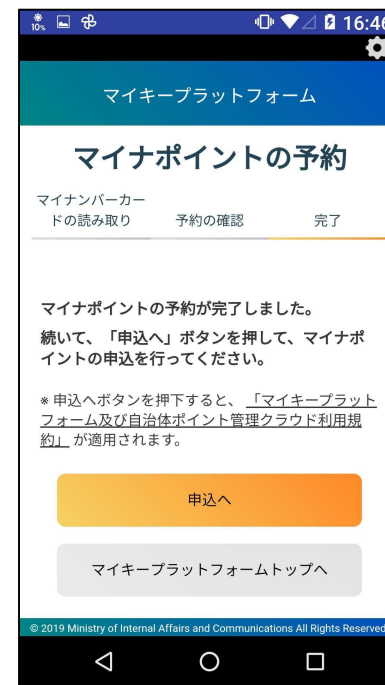 10%
16:46
マイキープラットフォーム
マイナポイントの予約
マイナンバーカー
ドの読み取り
予約の確認
完了
マイナポイントの予約が完了しました。
続いて、「申込へ」ボタンを押して、マイナポ
イントの申込を行ってください。
※ 申込へボタンを押下すると、「マイキープラット
フォーム及び自治体ポイント管理クラウド利用規
約」 が適用されます。
申込へ
マイキープラットフォームトップへ
© 2019 Ministry of Internal Affairs and Communications All Rights Reserved